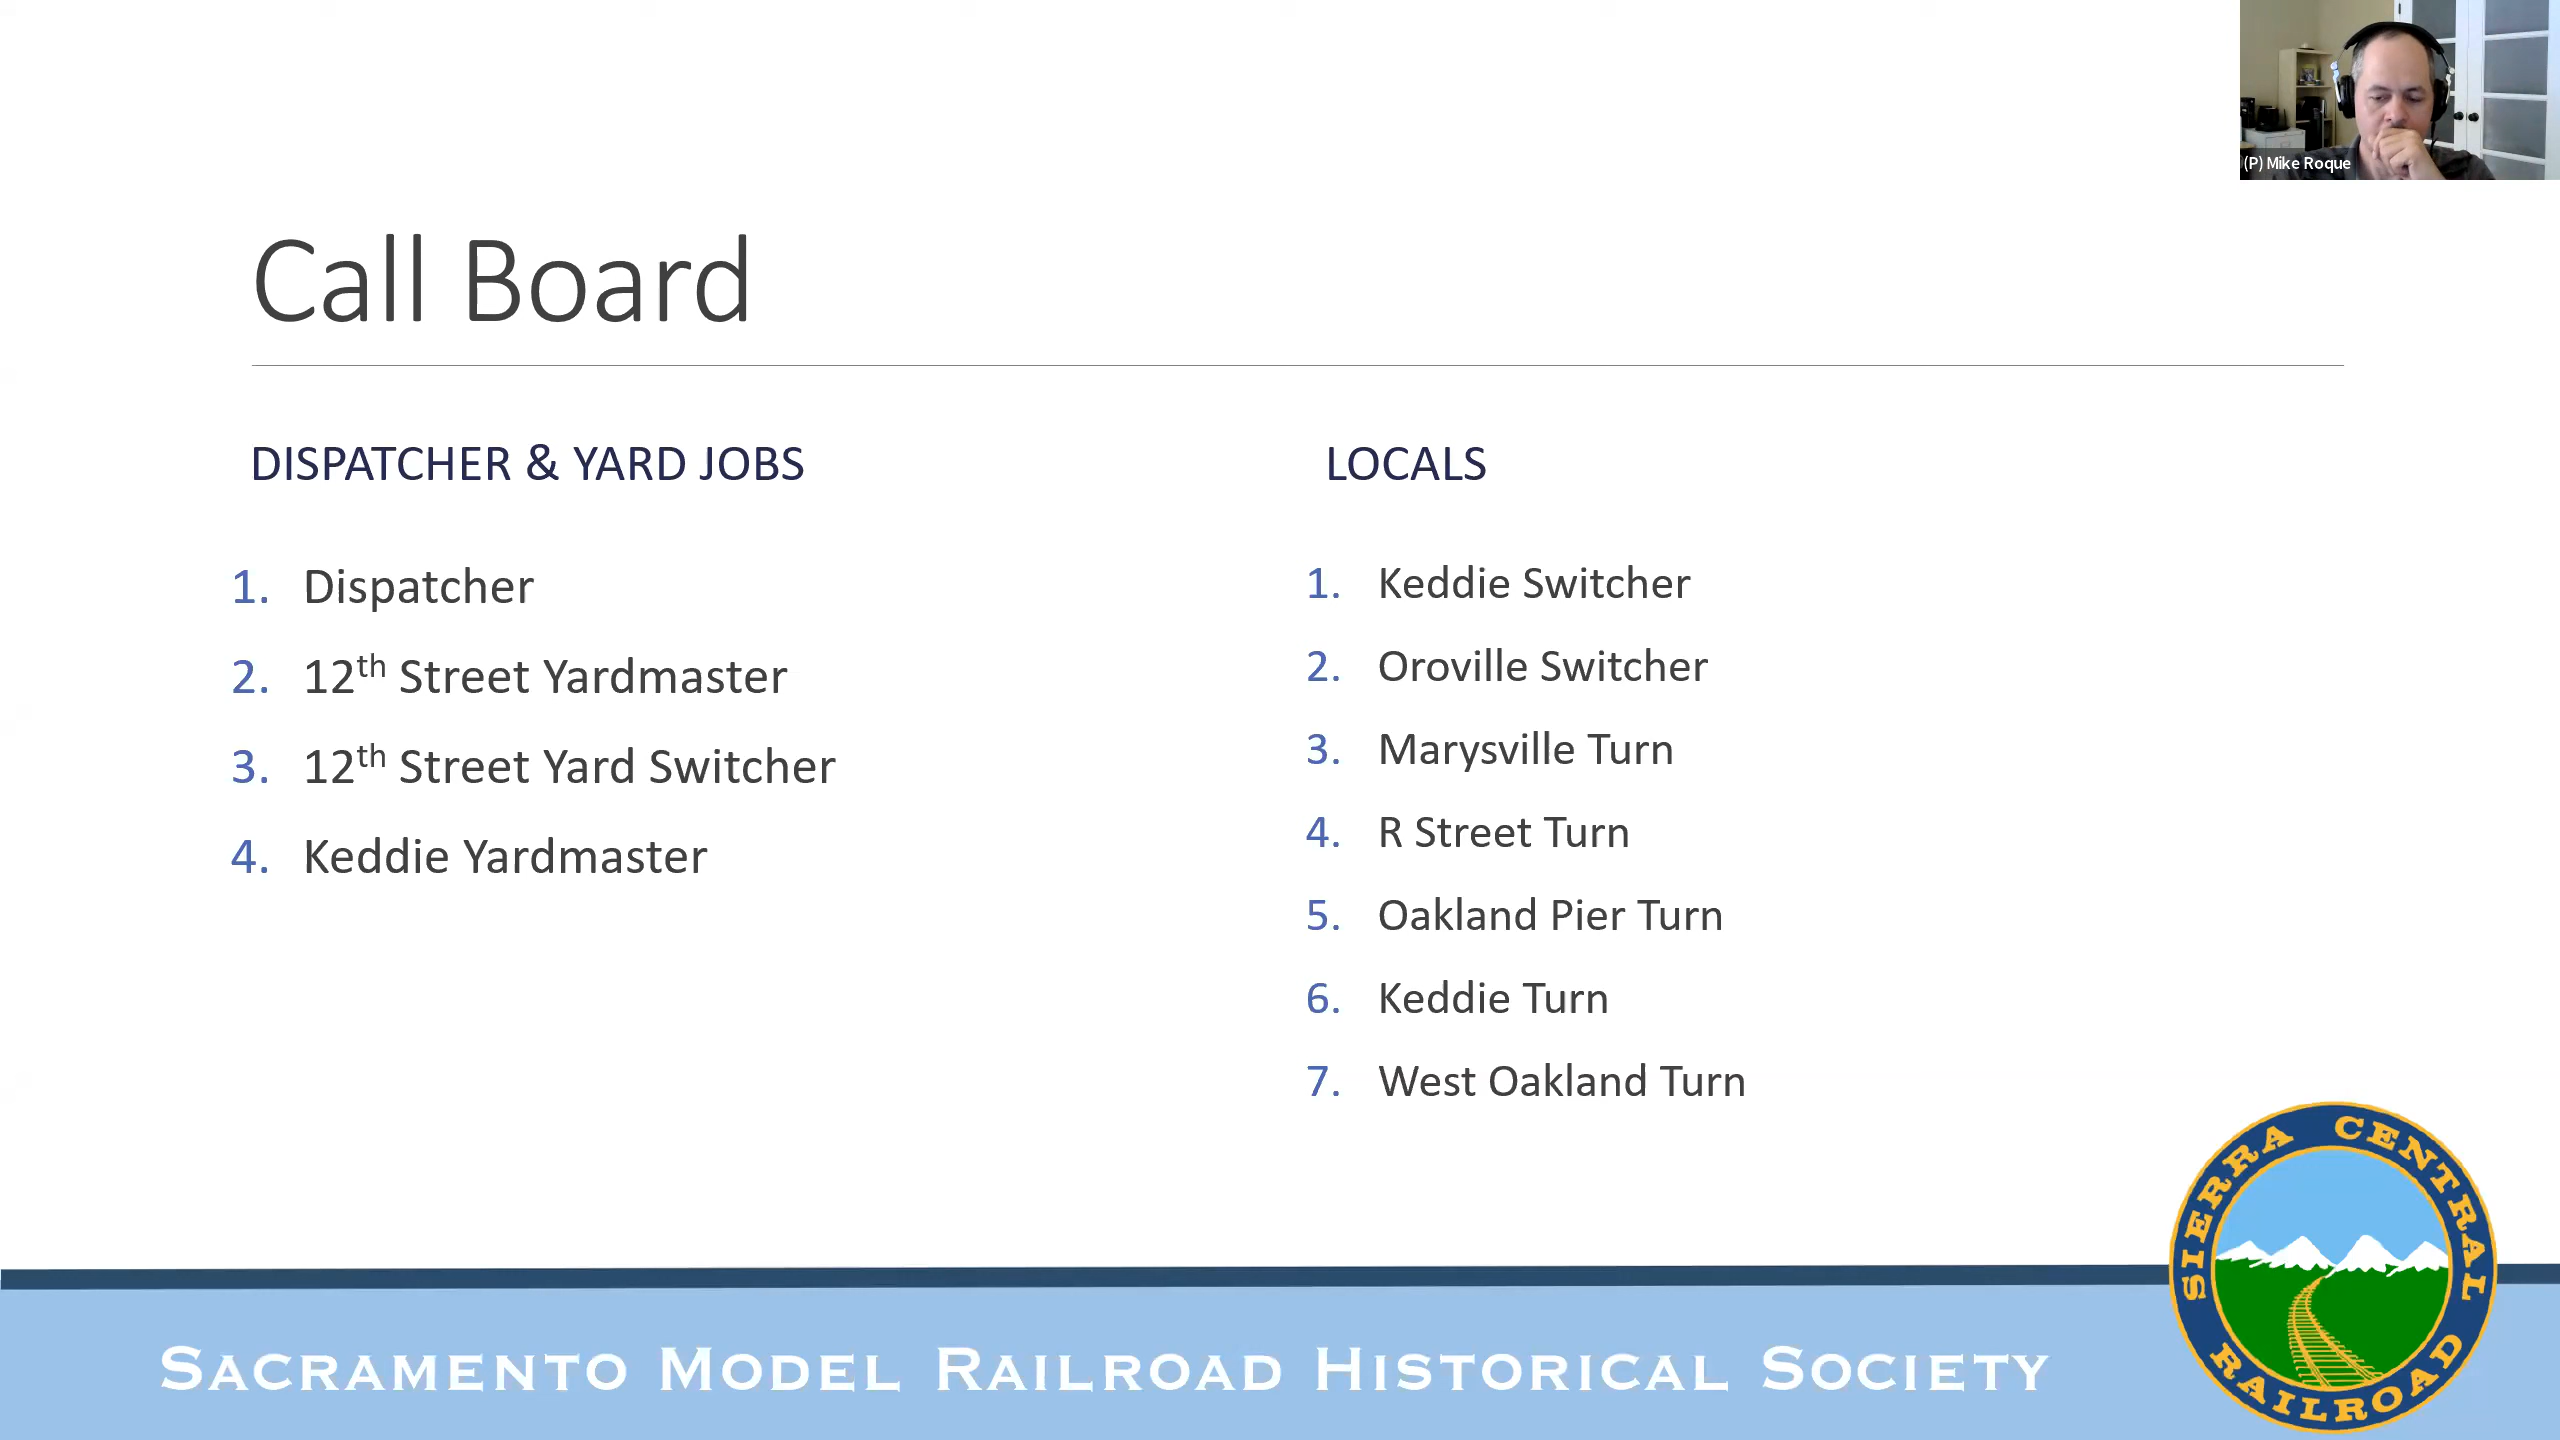 (P) Mike Roque
Call Board
DISPATCHER & YARD JOBS
1. Dispatcher
2. 12th Street Yardmaster
3. 12th Street Yard Switcher
4. Keddie Yardmaster
LOCALS
1. Keddie Switcher
2. Oroville Switcher
3. Marysville Turn
4. R Street Turn
5. Oakland Pier Turn
6. Keddie Turn
7. West Oakland Turn
SIERRA CENTRAL
RAILROAD
SACRAMENTO MODEL RAILROAD HISTORICAL SOCIETY